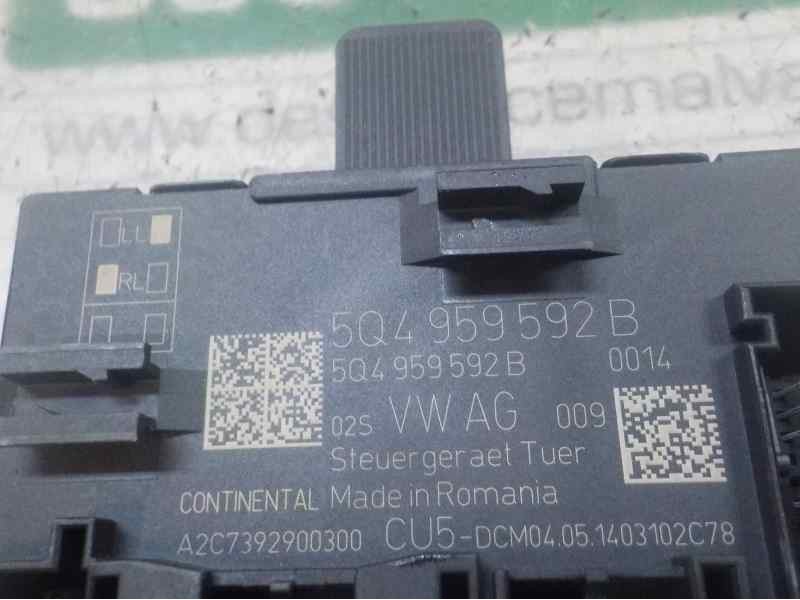 LL
RL
5Q4 959 592 B
5Q4 959 592 B 0014
02S VW AG 009
Steuergeraet Tuer
CONTINENTAL Made in Romania
A2C7392900300 CU5-DCM04.05.1403102C78